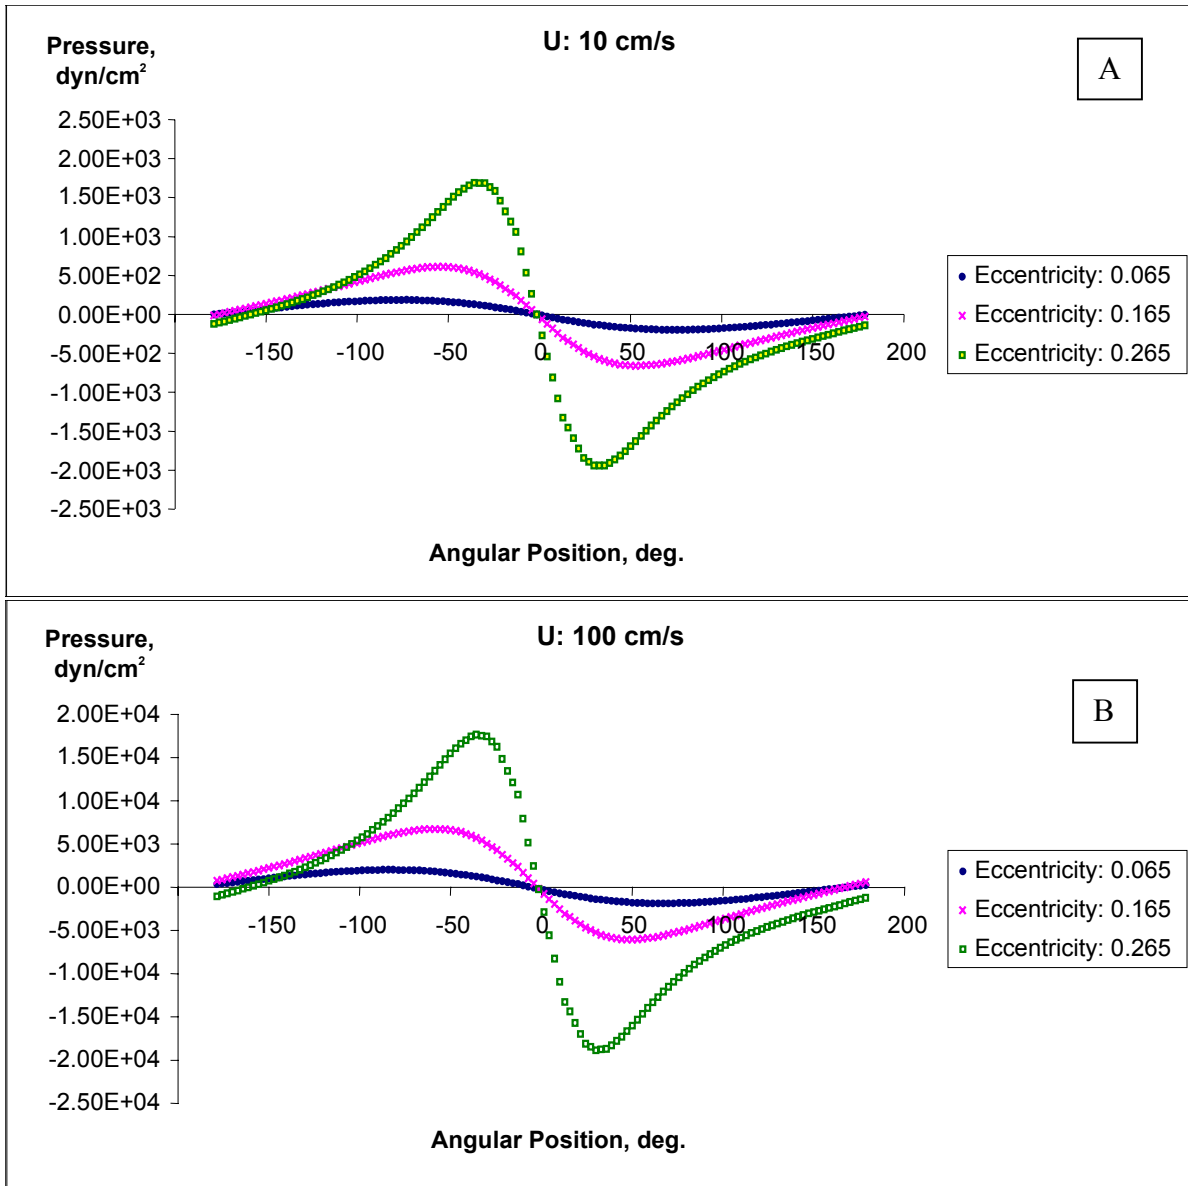 U: 10 cm/s
A
Pressure,
dyn/cm²
2.50E+03
2.00E+03
1.50E+03
1.00E+03
5.00E+02
0.00E+00
-5.00E+02
-1.00E+03
-1.50E+03
-2.00E+03
-2.50E+03
-150 -100 -50 0 50 100 150 200
Eccentricity: 0.065
Eccentricity: 0.165
Eccentricity: 0.265
Angular Position, deg.
U: 100 cm/s
B
Pressure,
dyn/cm²
2.00E+04
1.50E+04
1.00E+04
5.00E+03
0.00E+00
-5.00E+03
-1.00E+04
-1.50E+04
-2.00E+04
-2.50E+04
-150 -100 -50 0 50 100 150 200
Eccentricity: 0.065
Eccentricity: 0.165
Eccentricity: 0.265
Angular Position, deg.